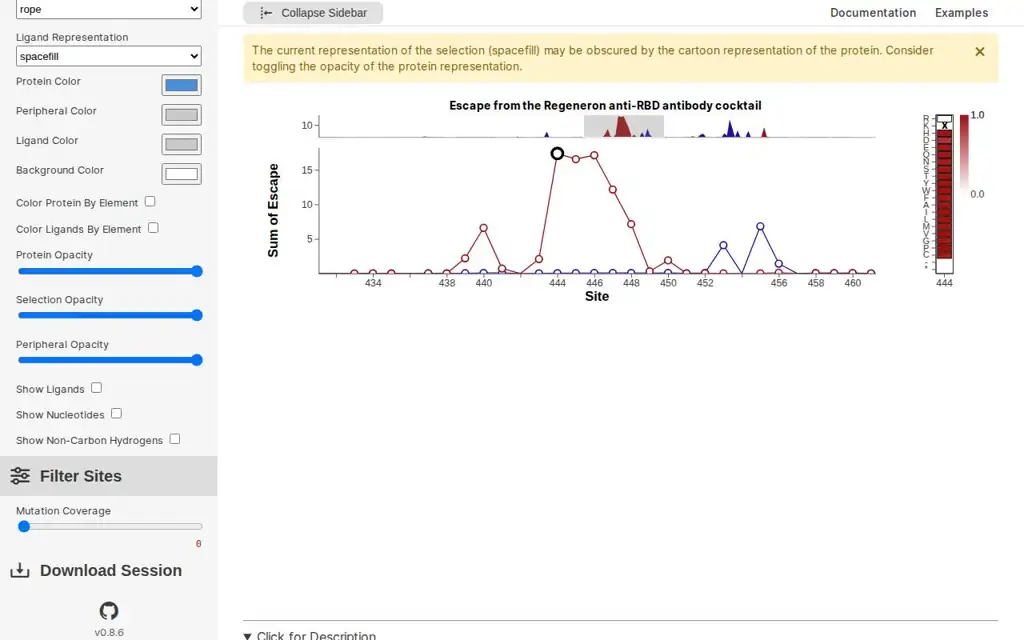 rope
Collapse Sidebar
Documentation
Examples
Ligand Representation
spacefill
Protein Color
Peripheral Color
Ligand Color
Background Color
Color Protein By Element
Color Ligands By Element
Protein Opacity
Selection Opacity
Peripheral Opacity
Show Ligands
Show Nucleotides
Show Non-Carbon Hydrogens
Filter Sites
Mutation Coverage
0
Download Session
v0.8.6
The current representation of the selection (spacefill) may be obscured by the cartoon representation of the protein. Consider
toggling the opacity of the protein representation.
×
Escape from the Regeneron anti-RBD antibody cocktail
10
15
10
5
Sum of Escape
434 438 440 444 446 448 450 452 456 458 460
Site
X
444
1.0
0.0
▼ Click for Description